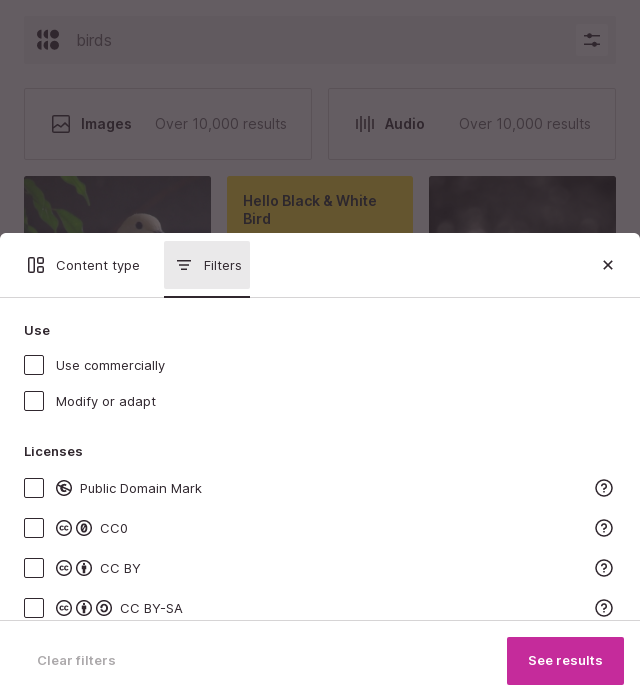 birds
Images Over 10,000 results
Audio Over 10,000 results
Hello Black & White
Bird
Content type
Filters
Use
Use commercially
Modify or adapt
Licenses
Public Domain Mark
CC0
CC BY
CC BY-SA
Clear filters
See results